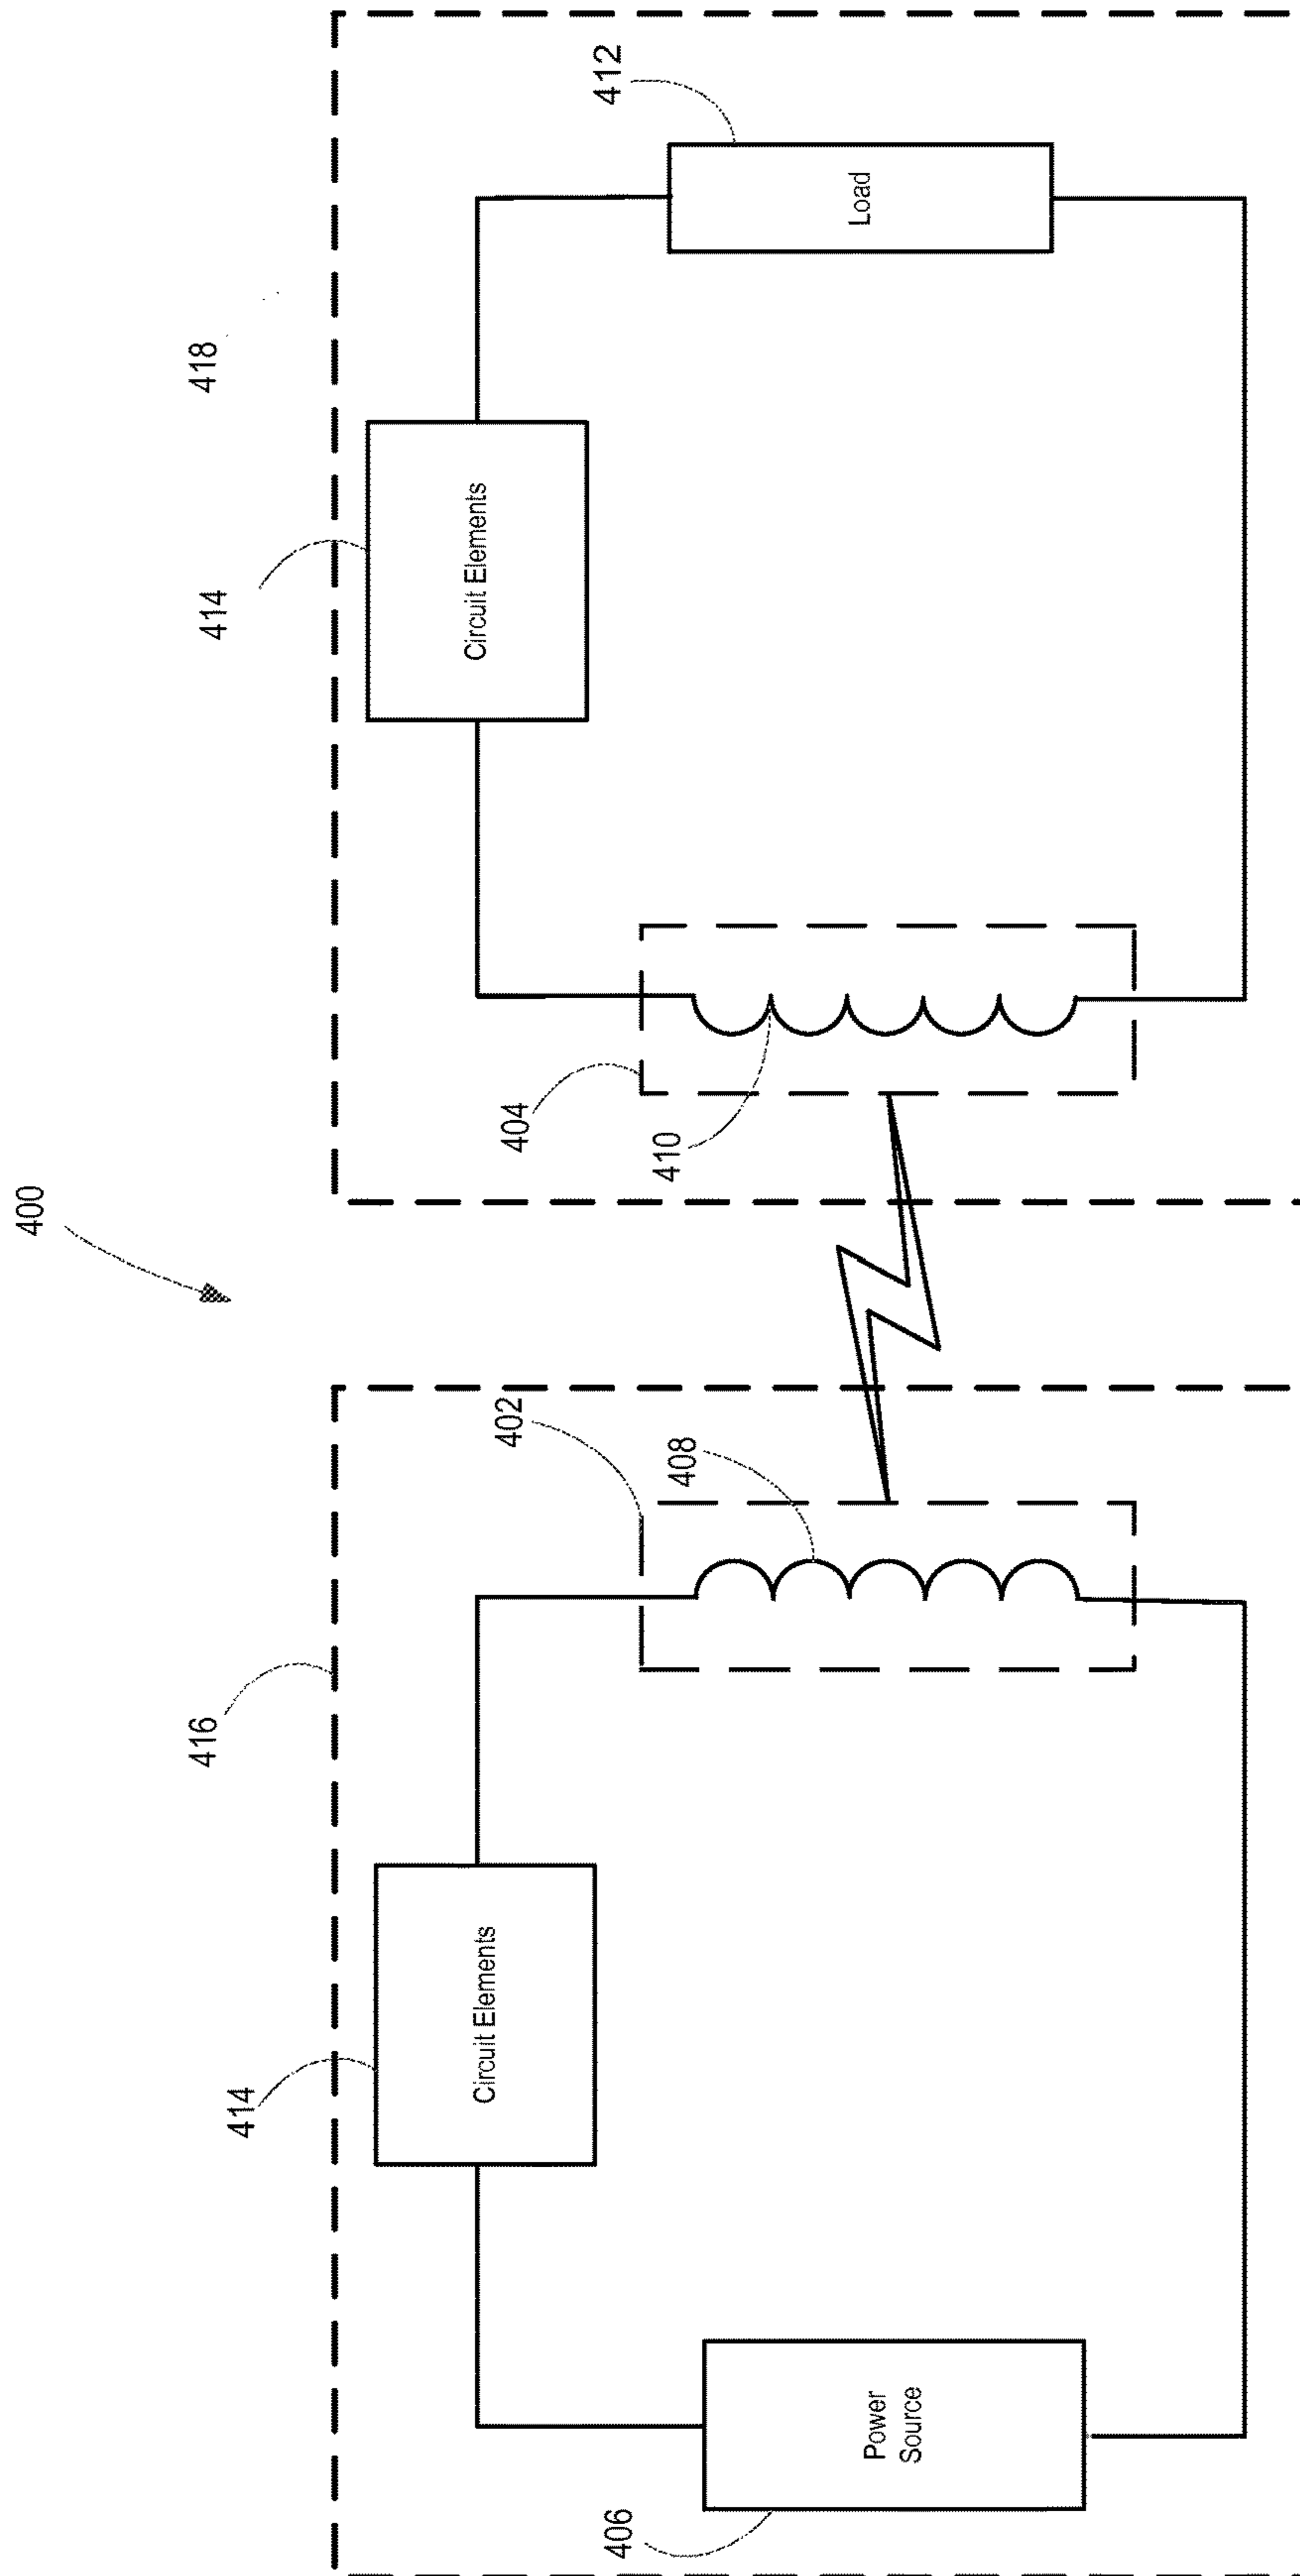 400
416
418
414
414
402
404
408
410
412
406
Circuit Elements
Circuit Elements
Power
Source
Load